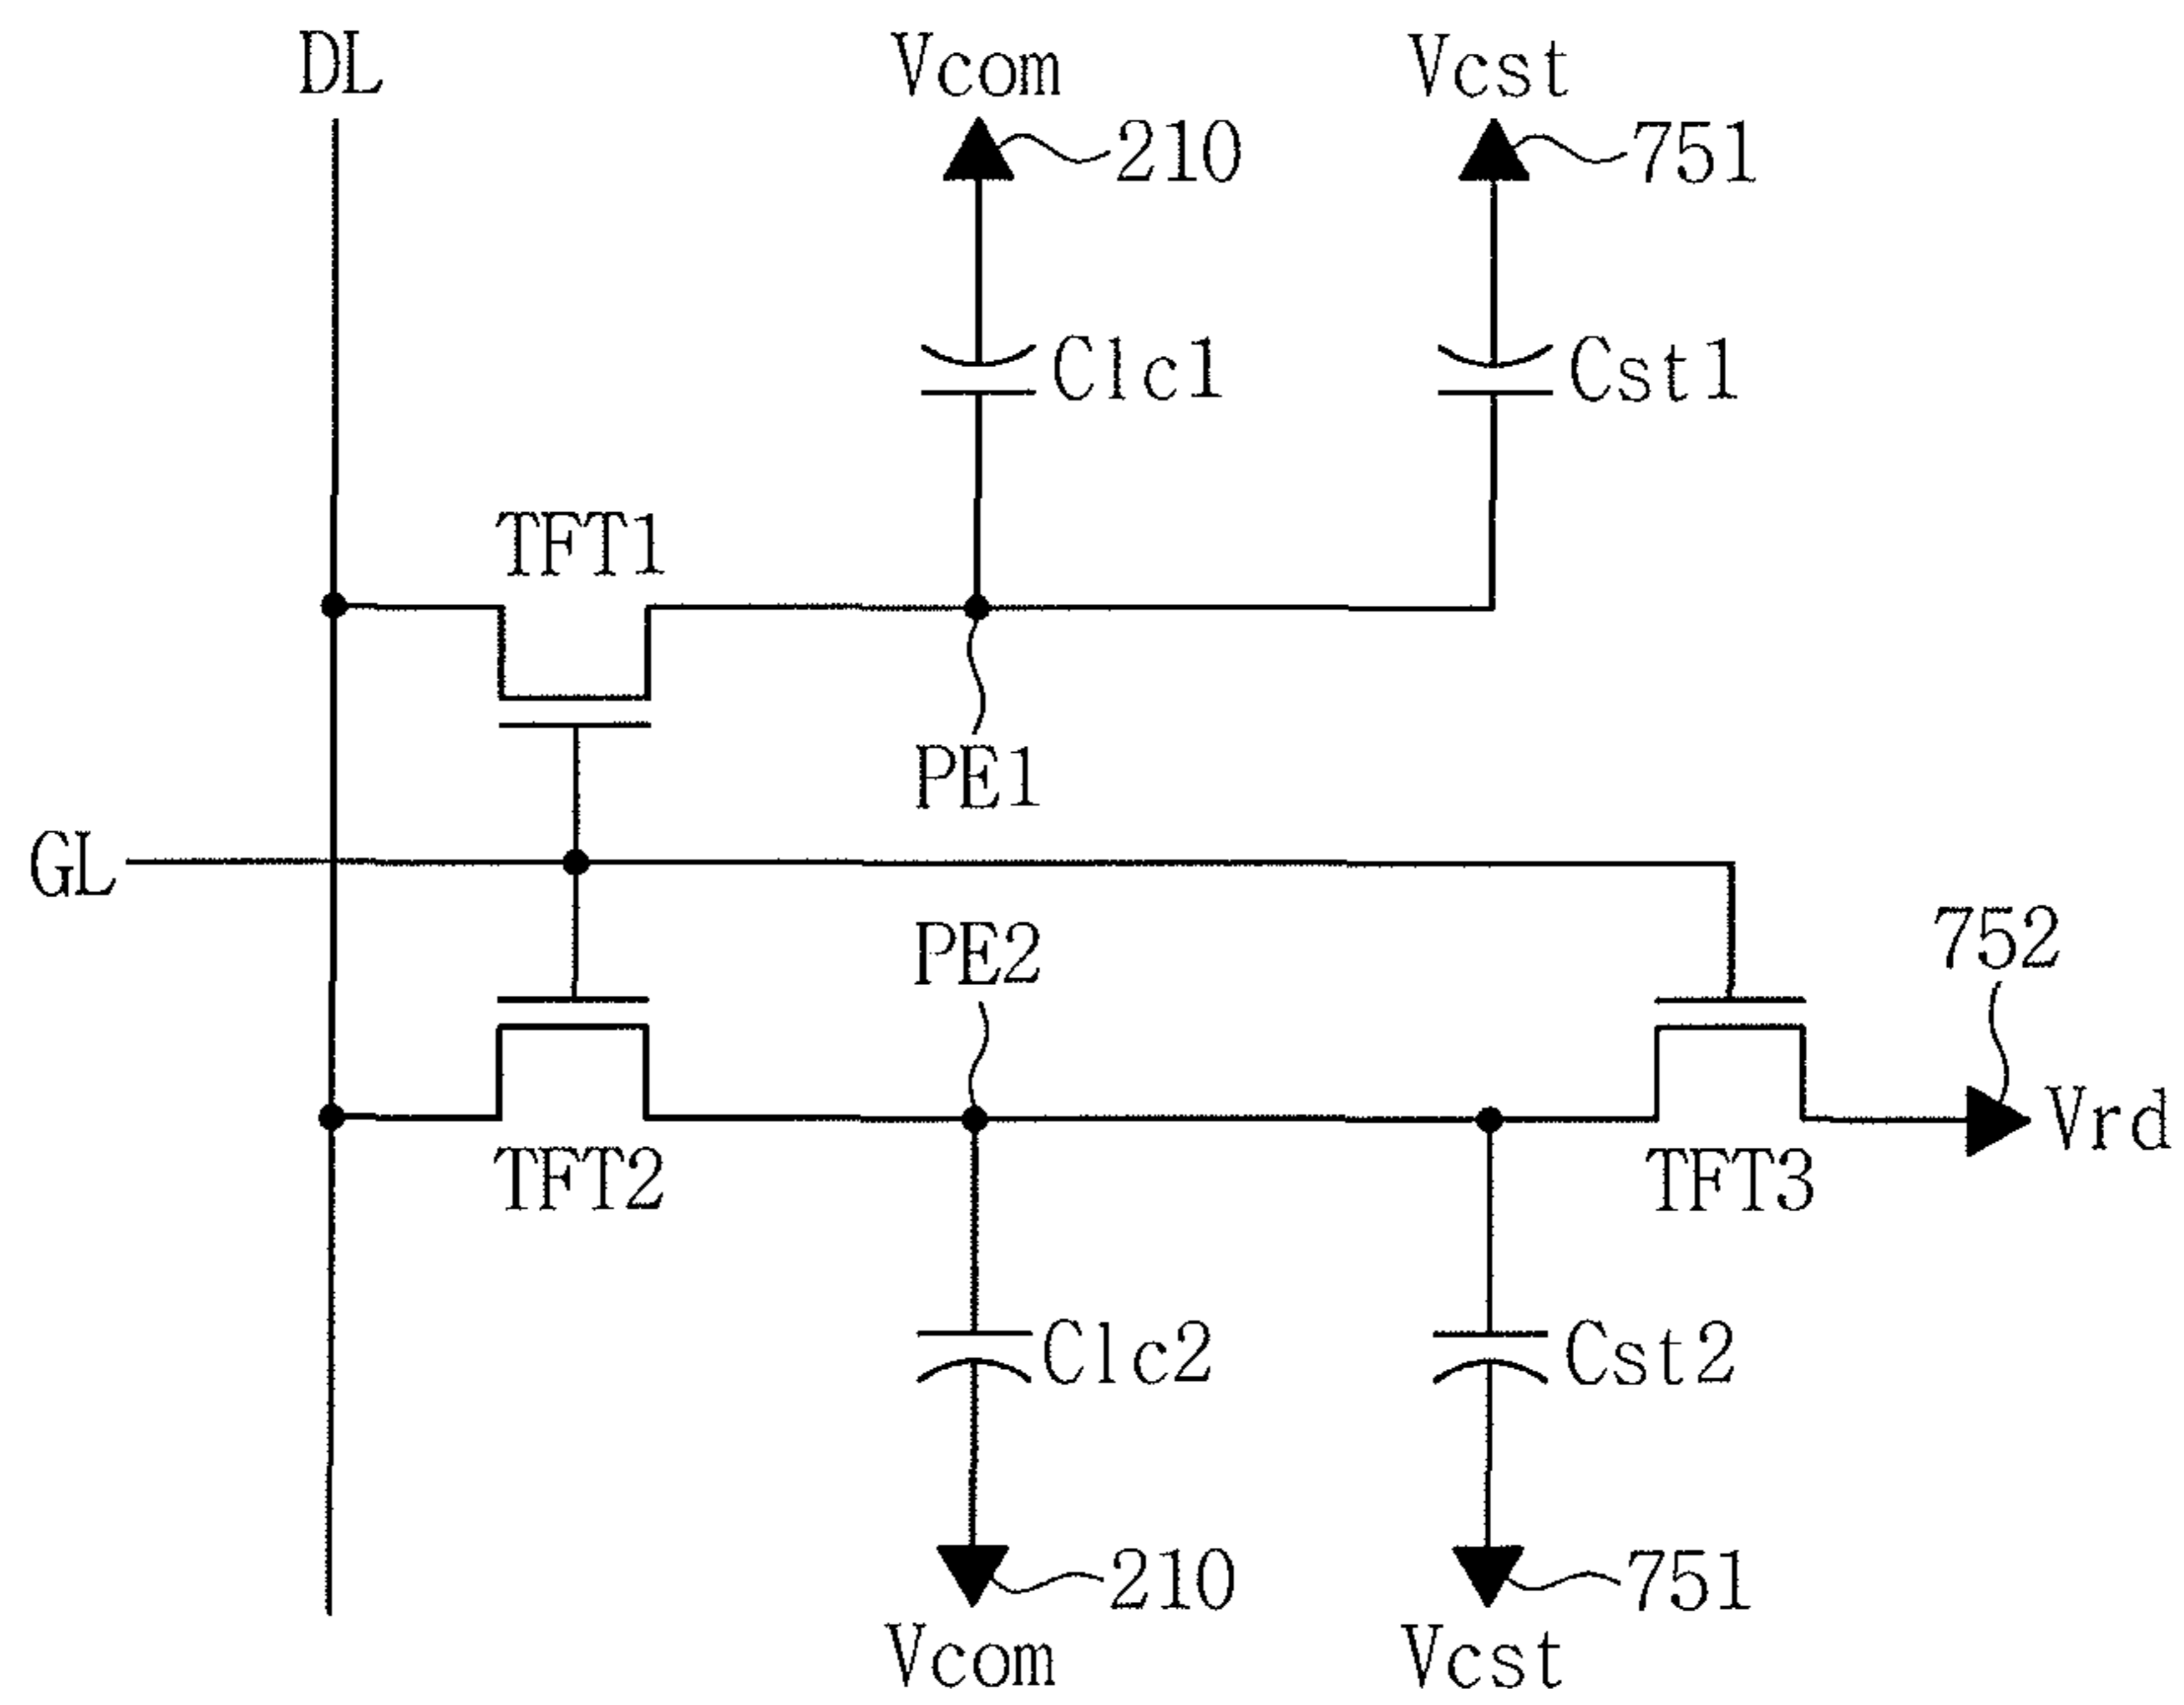 DL
Vcom
Vcst
210
751
Clc1
Cst1
TFT1
PE1
GL
PE2
752
Vrd
TFT2
TFT3
Clc2
Cst2
210
751
Vcom
Vcst